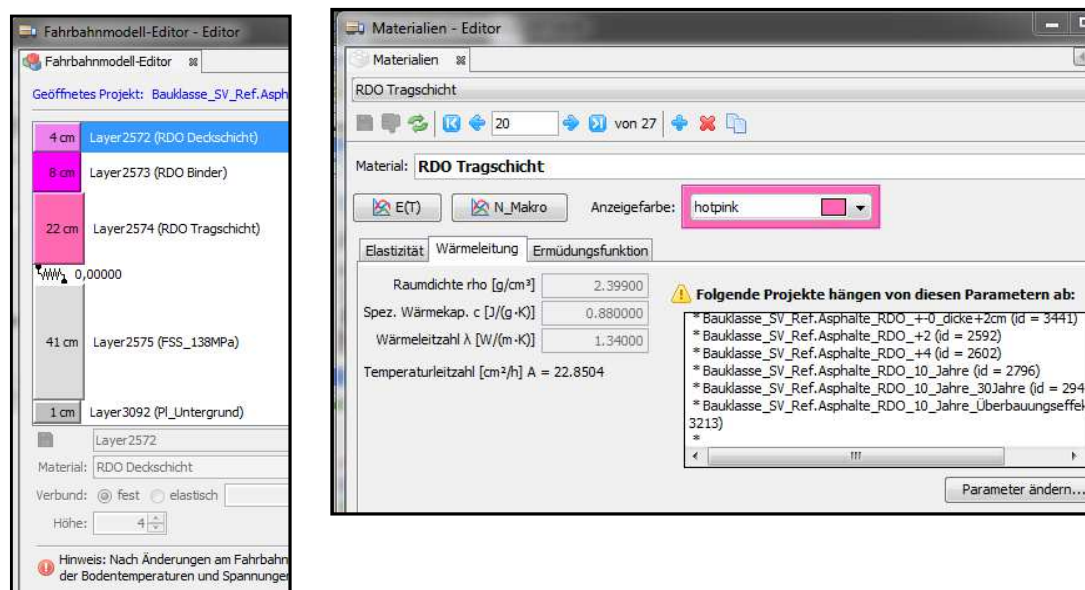 Fahrbahnmodell-Editor - Editor
Fahrbahnmodell-Editor
Geöffnetes Projekt: Bauklasse_SV_Ref.Asph
4 cm Layer2572 (RDO Deckschicht)
8 cm Layer2573 (RDO Binder)
22 cm Layer2574 (RDO Tragschicht)
0,00000
41 cm Layer2575 (FSS_138MPa)
1 cm Layer3092 (Pl_Untergrund)
Layer2572
Material: RDO Deckschicht
Verbund: fest elastisch
Höhe: 4
Hinweis: Nach Änderungen am Fahrbahn
der Bodentemperaturen und Spannunge
Materialien - Editor
Materialien
RDO Tragschicht
20 von 27
Material: RDO Tragschicht
E(T) N_Makro Anzeigefarbe: hotpink
Elastizität Wärmeleitung Ermüdungsfunktion
Raumdichte rho [g/cm³] 2.39900
Spez. Wärmekap. c [J/(g·K)] 0.880000
Wärmeleitzahl λ [W/(m·K)] 1.34000
Temperaturleitzahl [cm²/h] A = 22.8504
Folgende Projekte hängen von diesen Parametern ab:
* Bauklasse_SV_Ref.Asphalte_RDO_+-0_dicke+2cm (id = 3441)
* Bauklasse_SV_Ref.Asphalte_RDO_+2 (id = 2592)
* Bauklasse_SV_Ref.Asphalte_RDO_+4 (id = 2602)
* Bauklasse_SV_Ref.Asphalte_RDO_10_Jahre (id = 2796)
* Bauklasse_SV_Ref.Asphalte_RDO_10_Jahre_30Jahre (id = 294
* Bauklasse_SV_Ref.Asphalte_RDO_10_Jahre_Überbauungseffek
3213)
*
Parameter ändern...